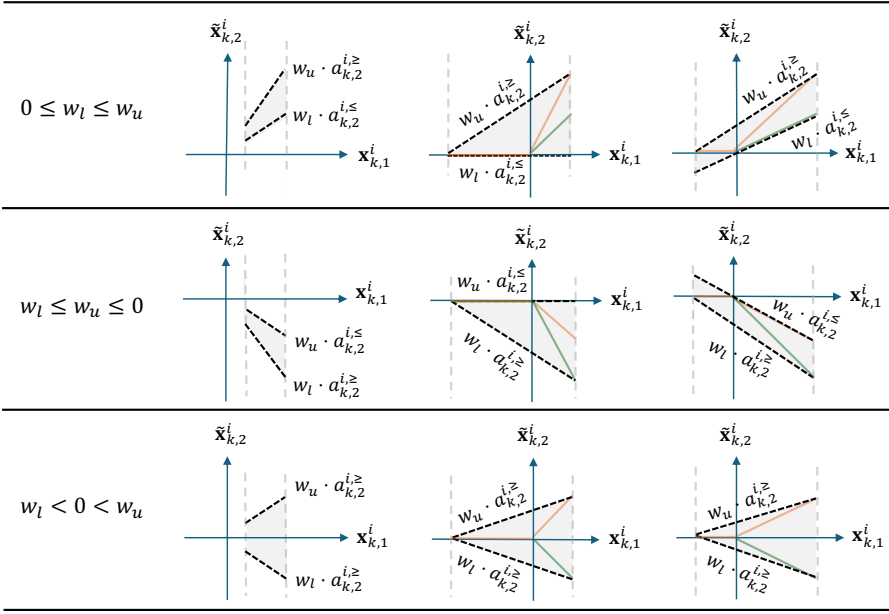 x̃^i_{k,2}
x̃^i_{k,2}
x̃^i_{k,2}
0 ≤ w_l ≤ w_u
w_u · a^{i,≥}_{k,2}
w_l · a^{i,≤}_{k,2}
x^i_{k,1}
w_u · a^{i,≥}_{k,2}
w_l · a^{i,≤}_{k,2}
x^i_{k,1}
w_u · a^{i,≥}_{k,2}
w_l · a^{i,≤}_{k,2}
x^i_{k,1}
x̃^i_{k,2}
x̃^i_{k,2}
x̃^i_{k,2}
w_l ≤ w_u ≤ 0
x^i_{k,1}
w_u · a^{i,≤}_{k,2}
w_l · a^{i,≥}_{k,2}
w_u · a^{i,≤}_{k,2}
x^i_{k,1}
w_l · a^{i,≥}_{k,2}
x^i_{k,1}
w_u · a^{i,≤}_{k,2}
w_l · a^{i,≥}_{k,2}
x̃^i_{k,2}
x̃^i_{k,2}
x̃^i_{k,2}
w_l < 0 < w_u
w_u · a^{i,≥}_{k,2}
x^i_{k,1}
w_l · a^{i,≥}_{k,2}
w_u · a^{i,≥}_{k,2}
x^i_{k,1}
w_l · a^{i,≥}_{k,2}
w_u · a^{i,≥}_{k,2}
x^i_{k,1}
w_l · a^{i,≥}_{k,2}